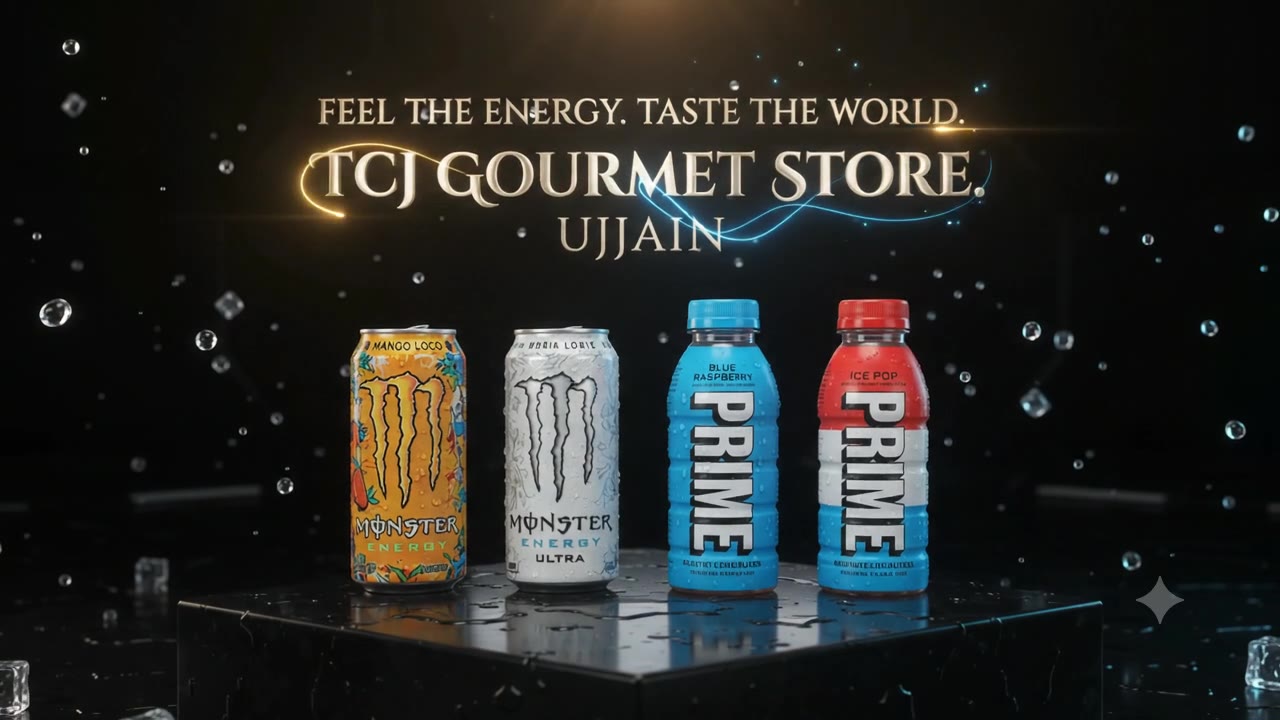 FEEL THE ENERGY. TASTE THE WORLD.
TCJ GOURMET STORE.
UJJAIN
MANGO LOCO
MONSTER
ENERGY
MONSTER
ENERGY
ULTRA
BLUE
RASPBERRY
PRIME
ICE POP
PRIME